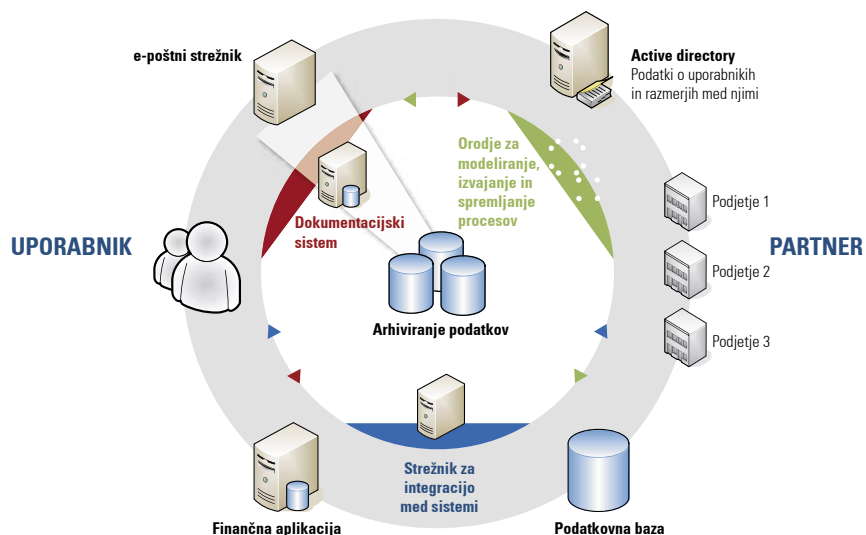 e-poštni strežnik
Active directory
Podatki o uporabnikih
in razmerjih med njimi
Orodje za
modeliranje,
izvajanje in
spremljanje
procesov
Dokumentacijski
sistem
Podjetje 1
UPORABNIK
PARTNER
Podjetje 2
Arhiviranje podatkov
Podjetje 3
Strežnik za
integracijo
med sistemi
Finančna aplikacija
Podatkovna baza